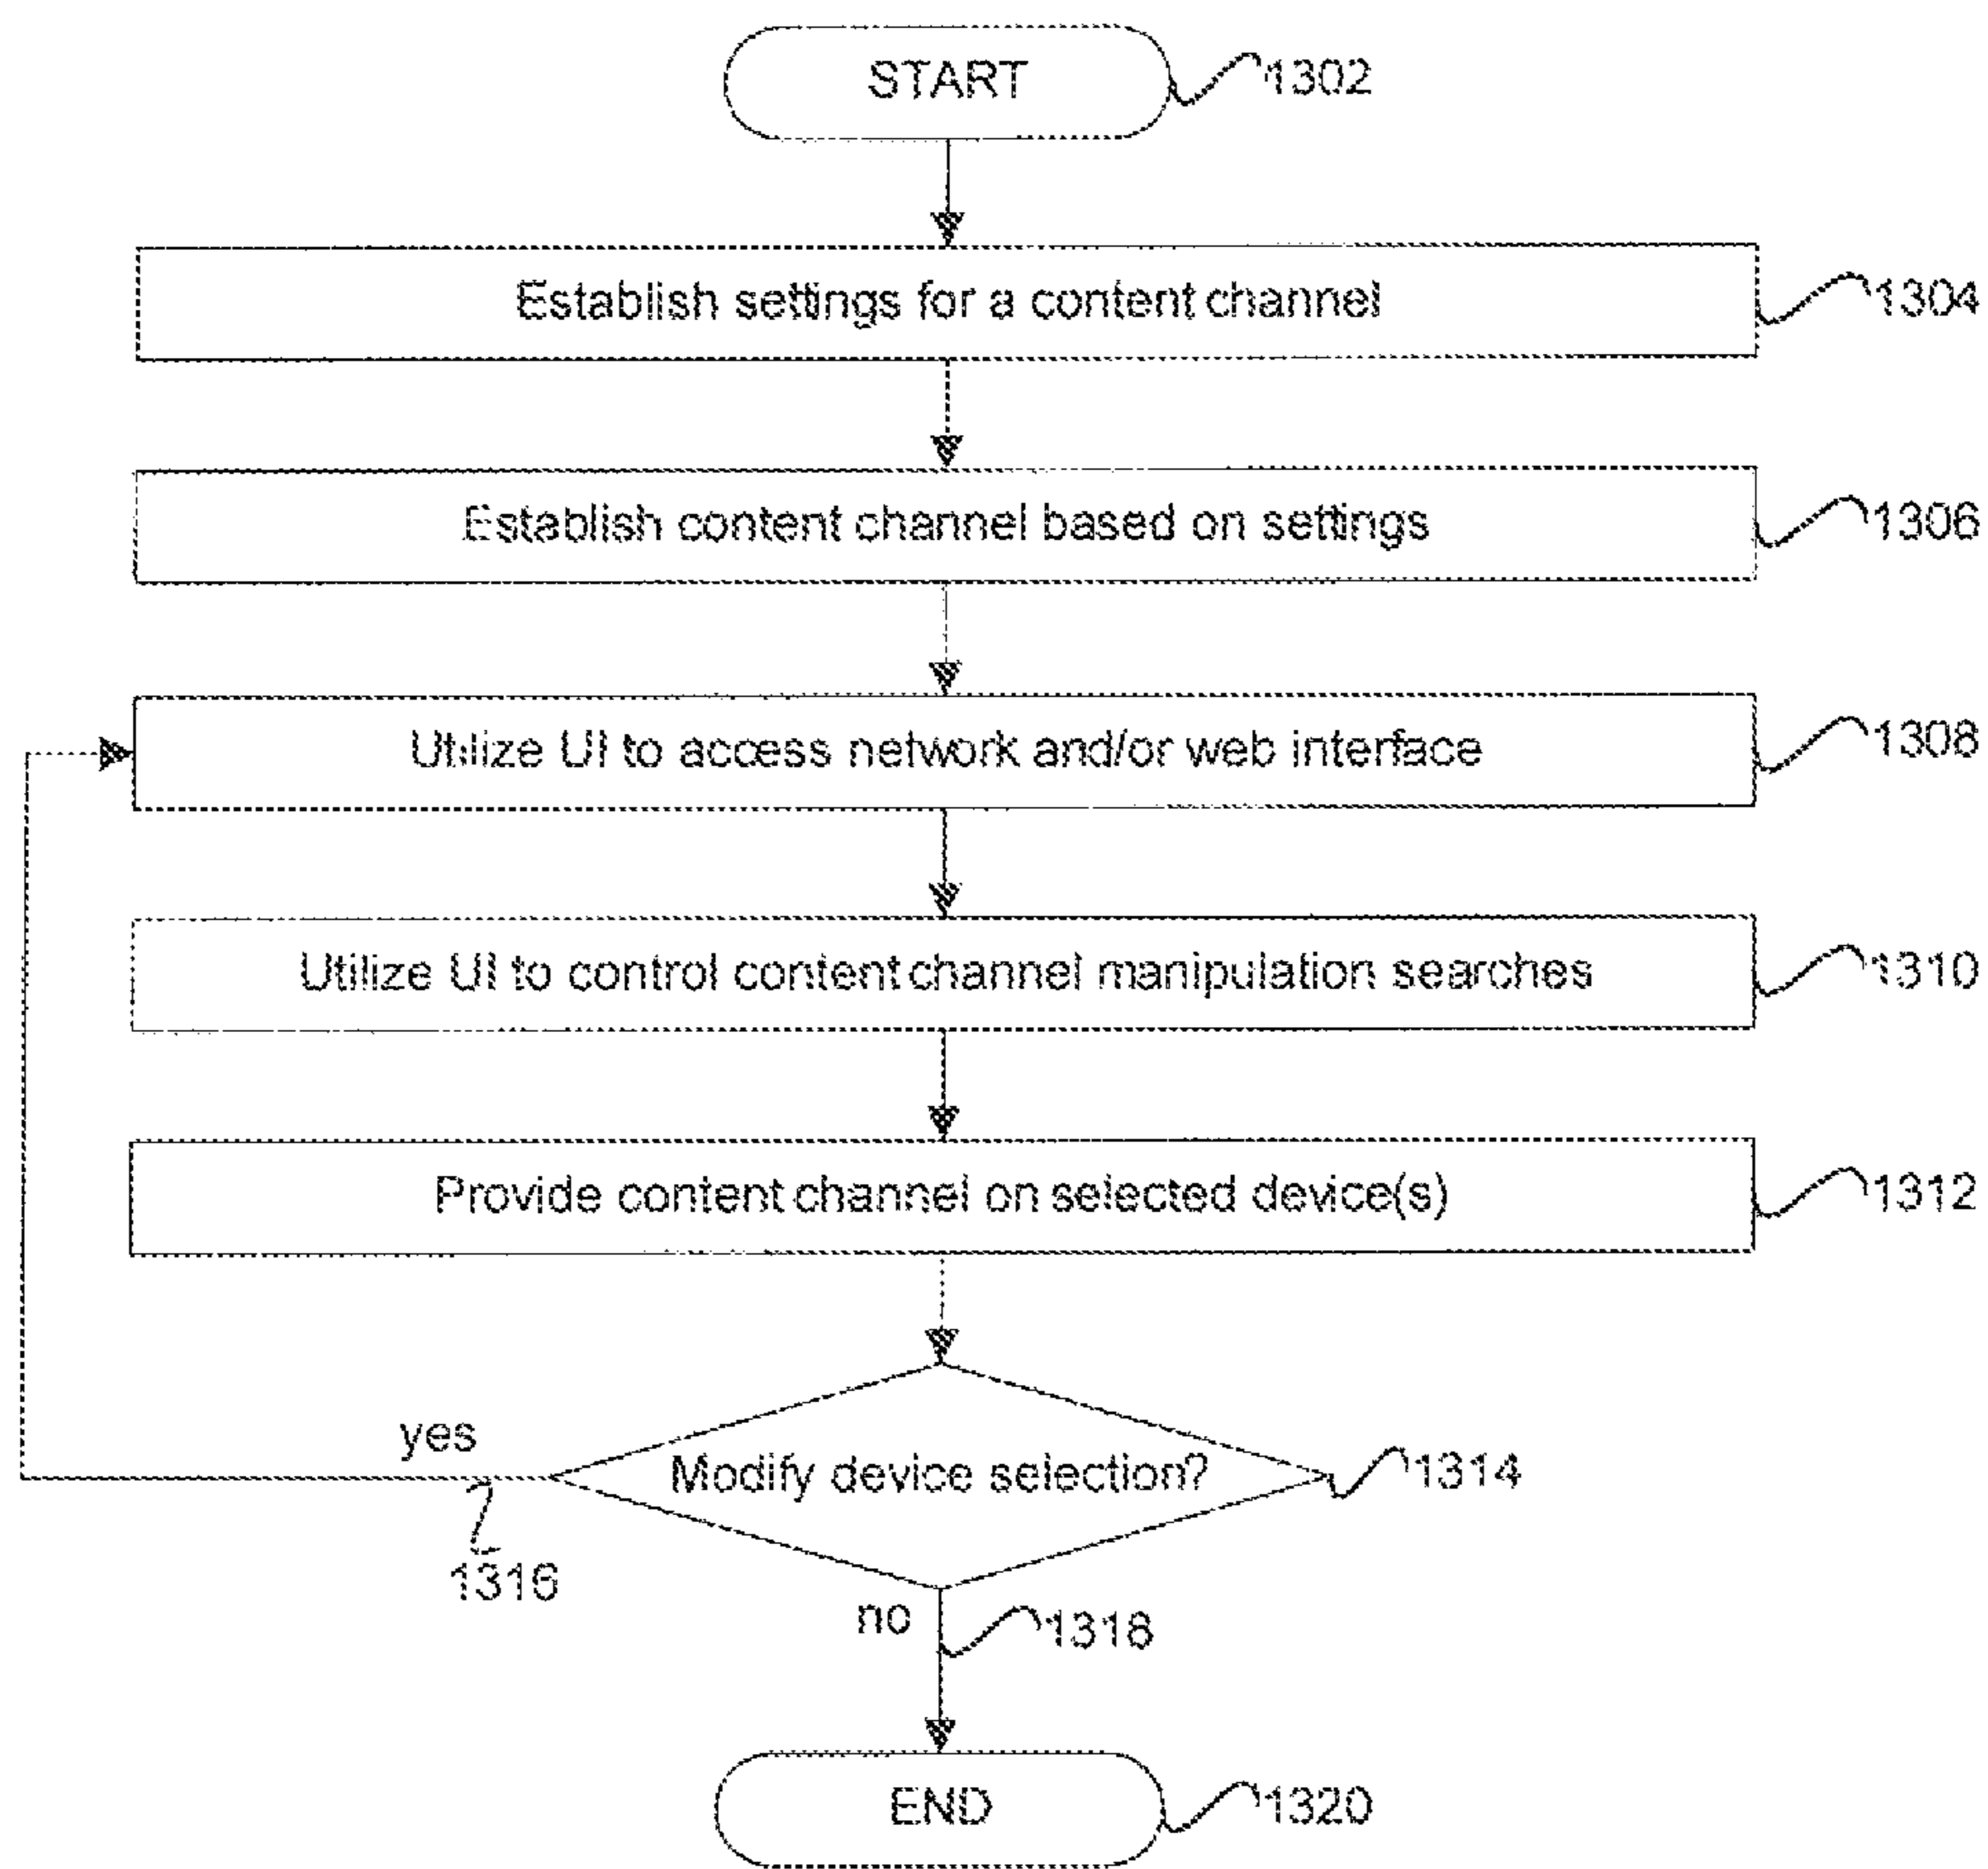 START
1302
Establish settings for a content channel
1304
Establish content channel based on settings
1306
Utilize UI to access network and/or web interface
1308
Utilize UI to control content channel manipulation searches
1310
Provide content channel on selected device(s)
1312
yes
Modify device selection?
1314
1316
no
1318
END
1320